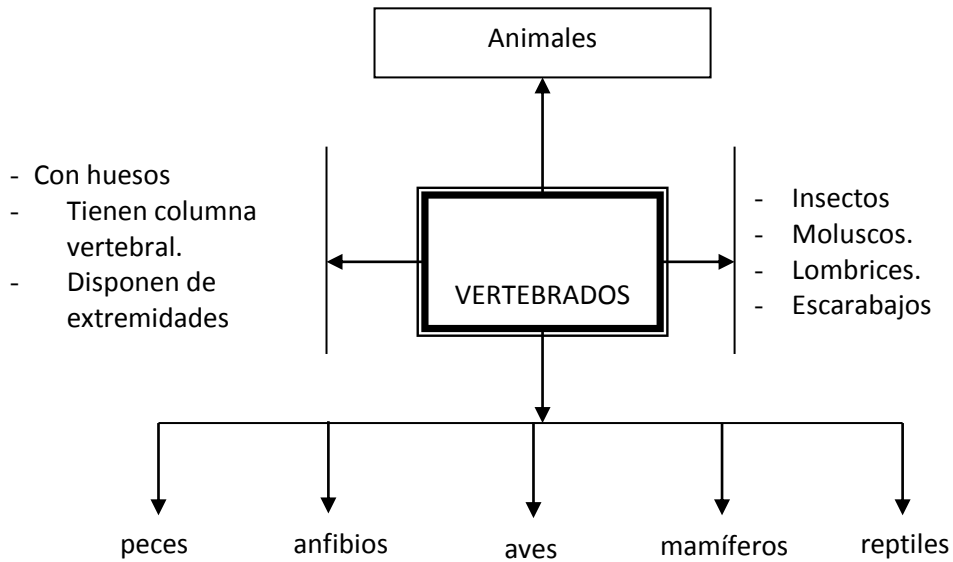 Animales
- Con huesos
- Tienen columna
vertebral.
- Disponen de
extremidades
VERTEBRADOS
- Insectos
- Moluscos.
- Lombrices.
- Escarabajos
peces anfibios aves mamíferos reptiles